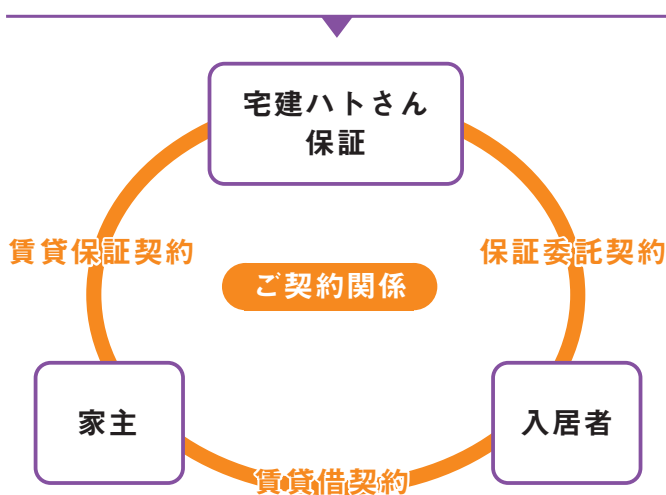 宅建ハトさん
保証
賃貸保証契約
保証委託契約
ご契約関係
家主
入居者
賃貸借契約